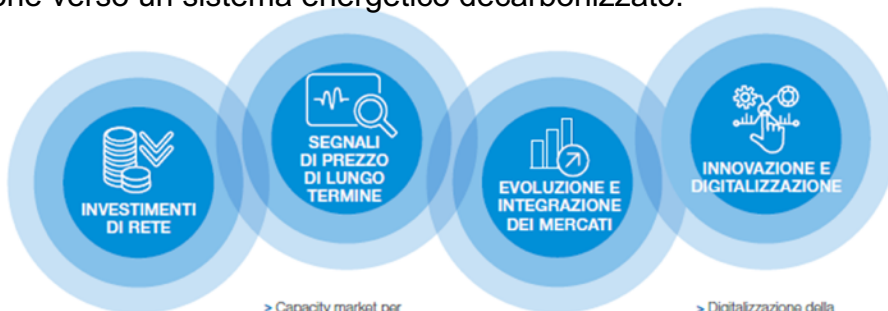 one verso un sistema energetico decarbonizzato.
INVESTIMENTI
DI RETE
SEGNALI
DI PREZZO
DI LUNGO
TERMINE
EVOLUZIONE E
INTEGRAZIONE
DEI MERCATI
INNOVAZIONE E
DIGITALIZZAZIONE
> Capacity market per
> Digitalizzazione della